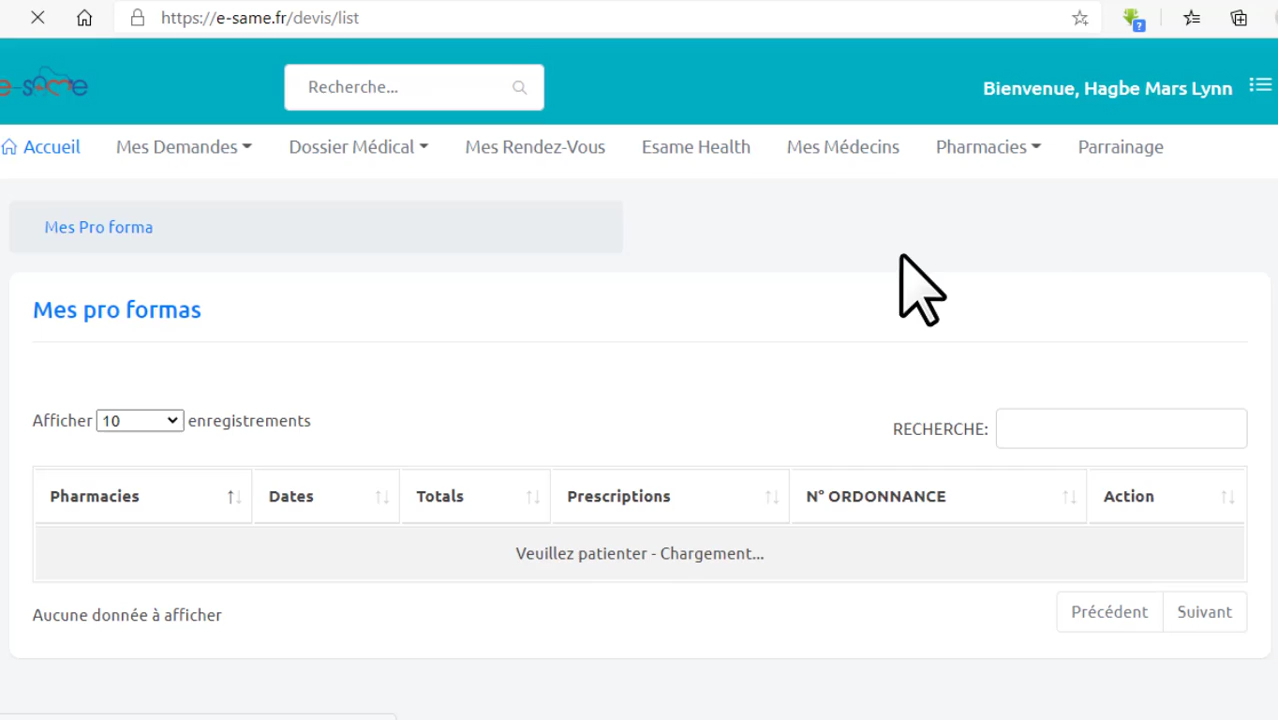 https://e-same.fr/devis/list
e-same
Recherche...
Bienvenue, Hagbe Mars Lynn
Accueil Mes Demandes Dossier Médical Mes Rendez-Vous Esame Health Mes Médecins Pharmacies Parrainage
Mes Pro forma
Mes pro formas
Afficher 10 enregistrements
RECHERCHE:
Pharmacies Dates Totals Prescriptions N° ORDONNANCE Action
Veuillez patienter - Chargement...
Aucune donnée à afficher
Précédent Suivant